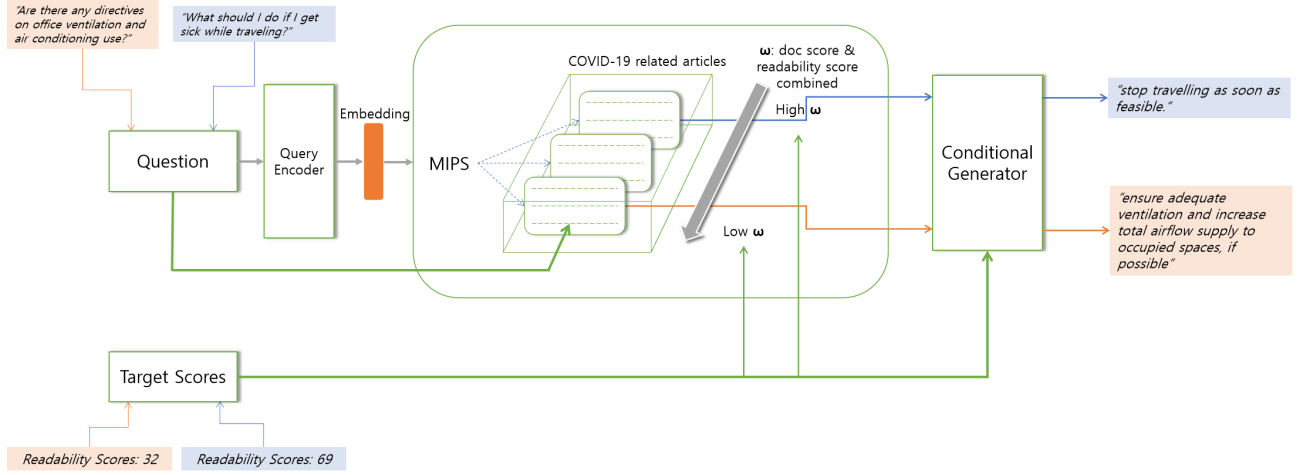 "Are there any directives
on office ventilation and
air conditioning use?"
"What should I do if I get
sick while traveling?"
Question
Query
Encoder
Embedding
MIPS
COVID-19 related articles
ω: doc score &
readability score
combined
High ω
Low ω
Conditional
Generator
"stop travelling as soon as
feasible."
"ensure adequate
ventilation and increase
total airflow supply to
occupied spaces, if
possible"
Target Scores
Readability Scores: 32
Readability Scores: 69